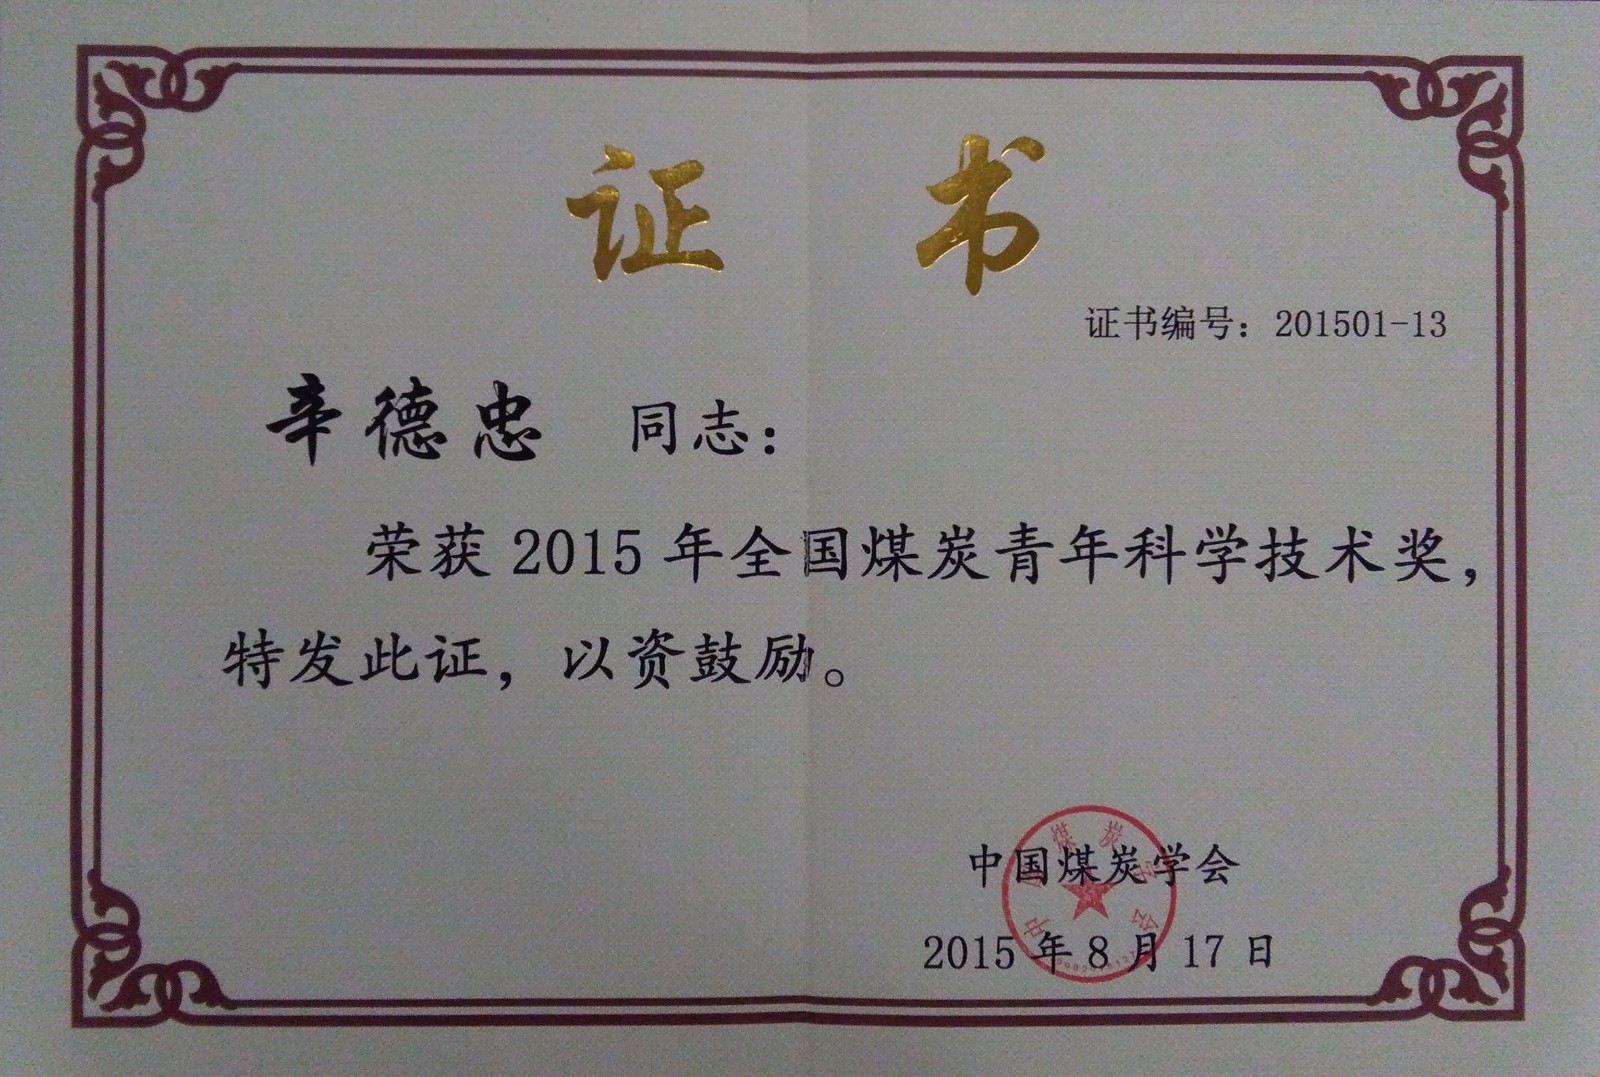 证书
证书编号：201501-13
辛德忠 同志：
荣获2015年全国煤炭青年科学技术奖，
特发此证，以资鼓励。
中国煤炭学会
2015年8月17日